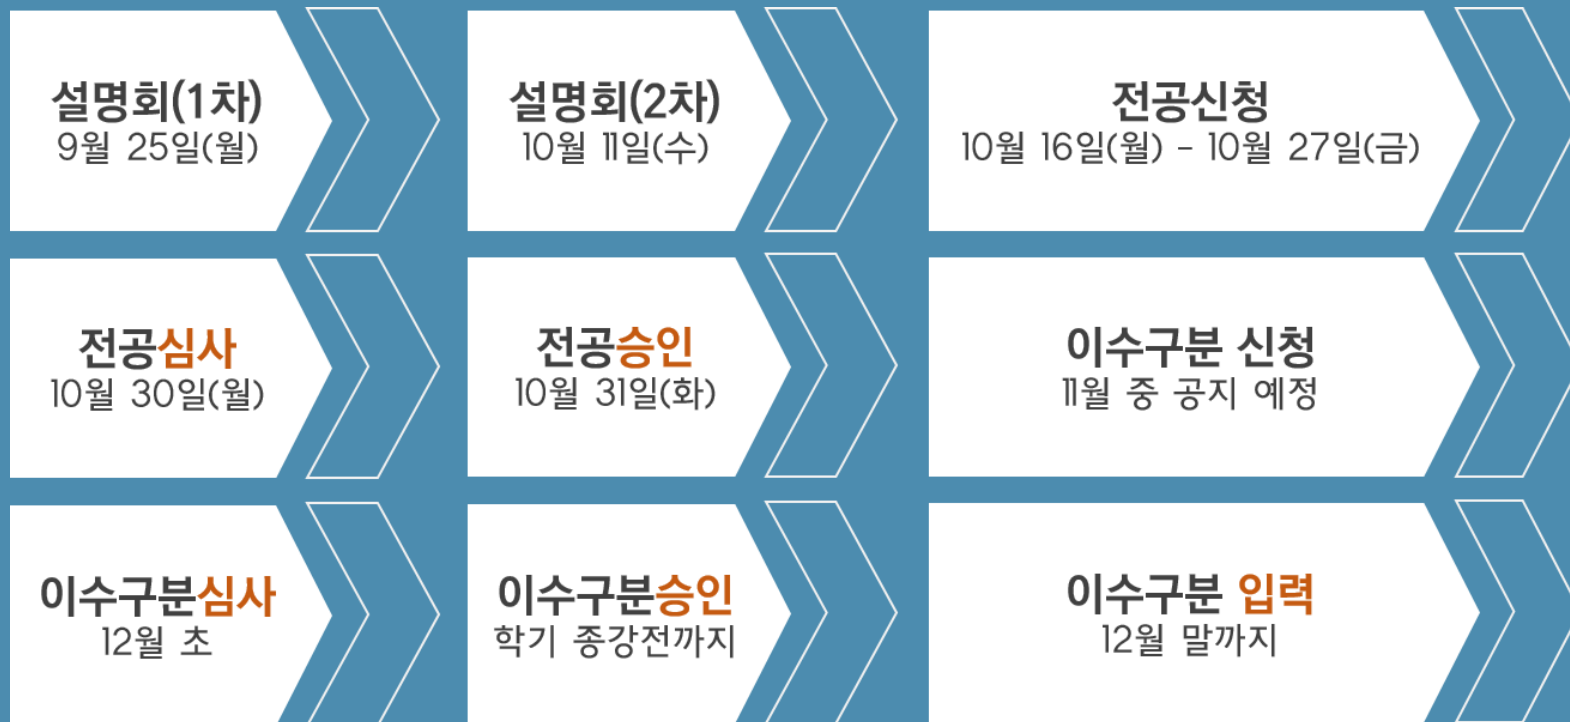 설명회(1차)
9월 25일(월)
설명회(2차)
10월 11일(수)
전공신청
10월 16일(월) - 10월 27일(금)
전공심사
10월 30일(월)
전공승인
10월 31일(화)
이수구분 신청
11월 중 공지 예정
이수구분심사
12월 초
이수구분승인
학기 종강전까지
이수구분 입력
12월 말까지